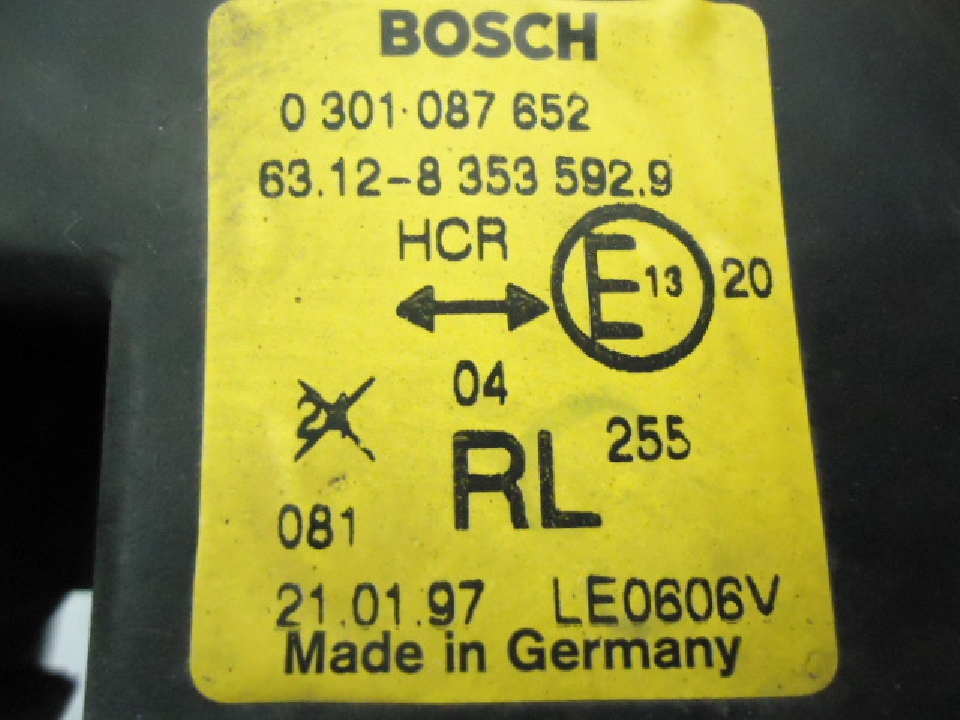 BOSCH
0 301 087 652
63.12-8 353 592.9
HCR
E 13 20
04
255
RL
081
21.01.97 LE0606V
Made in Germany